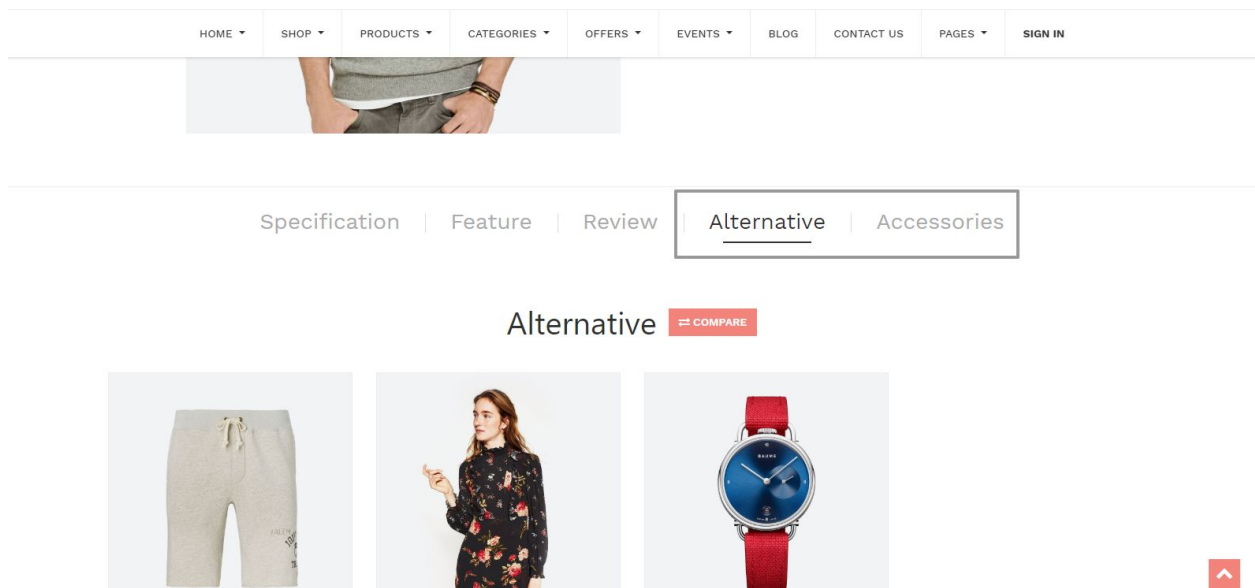 HOME SHOP PRODUCTS CATEGORIES OFFERS EVENTS BLOG CONTACT US PAGES SIGN IN
Specification Feature Review Alternative Accessories
Alternative COMPARE
BAUME